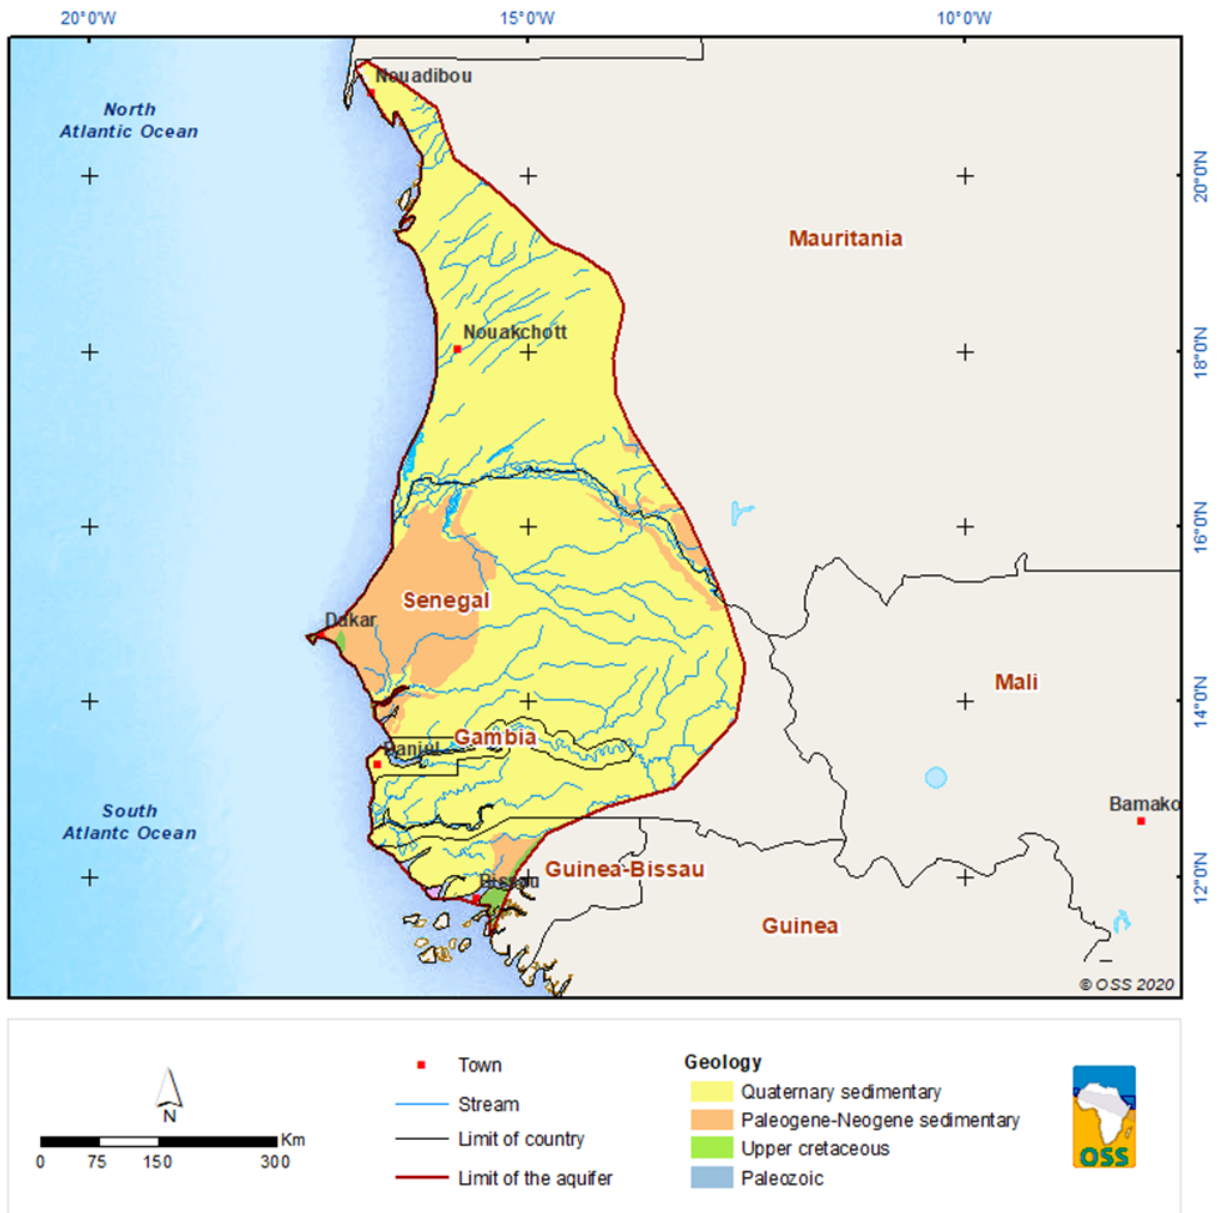 20°0'W 15°0'W 10°0'W
Nouadibou
North
Atlantic Ocean
20°0'N
Mauritania
Nouakchott
18°0'N
16°0'N
Senegal
Dakar
Mali
14°0'N
Gambia
Banjul
Bamako
South
Atlantc Ocean
Guinea-Bissau
Bissau
12°0'N
Guinea
© OSS 2020
Town
Stream
Limit of country
Limit of the aquifer
Geology
Quaternary sedimentary
Paleogene-Neogene sedimentary
Upper cretaceous
Paleozoic
N
Km
0 75 150 300
OSS